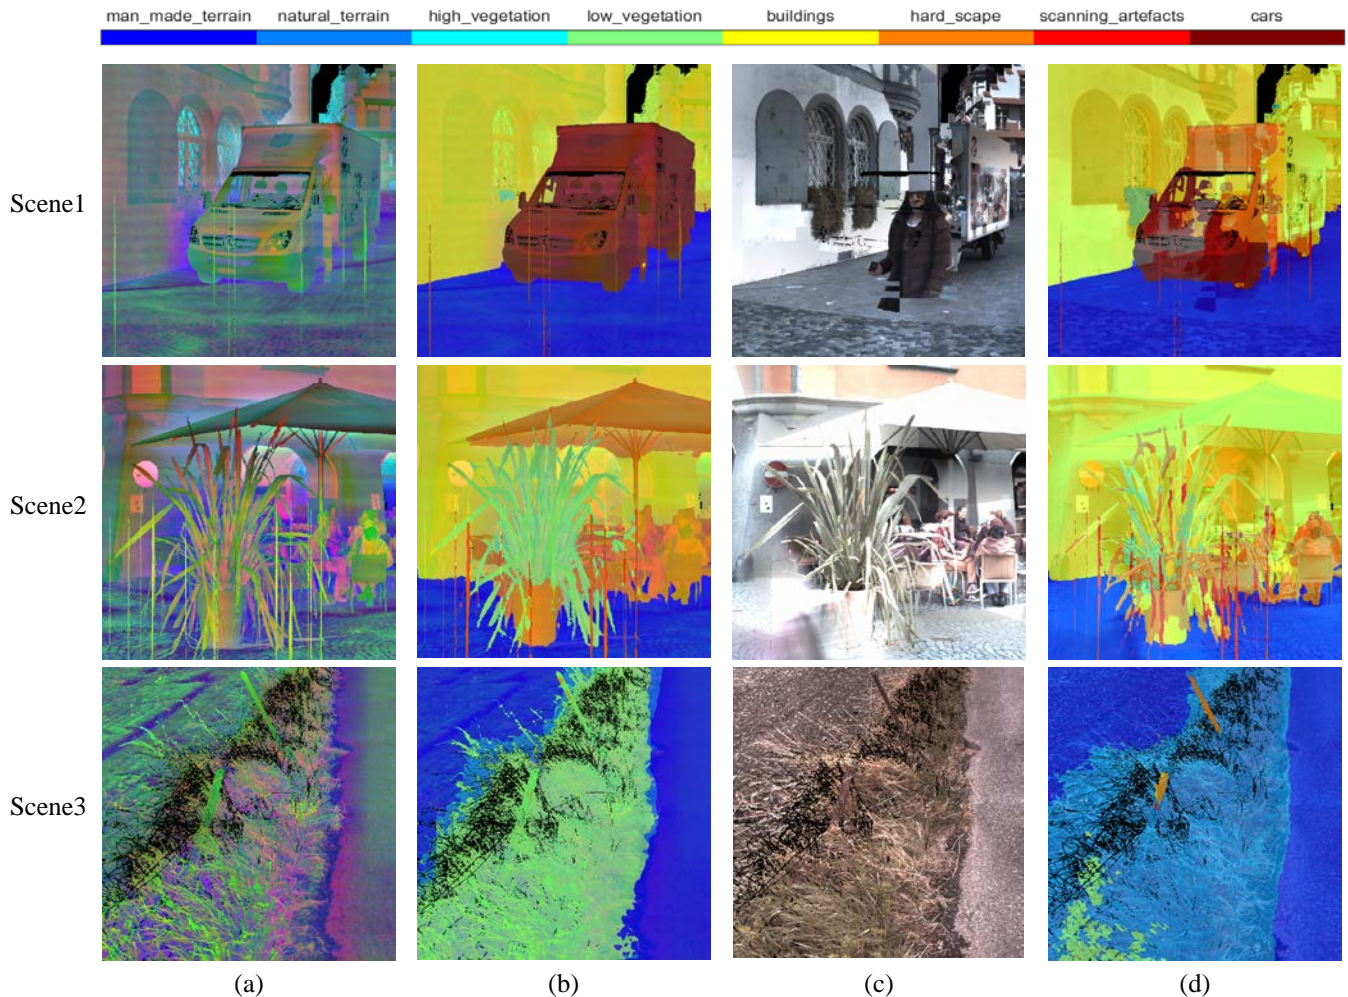 man_made_terrain natural_terrain high_vegetation low_vegetation buildings hard_scape scanning_artefacts cars
Scene1
Scene2
Scene3
(a) (b) (c) (d)